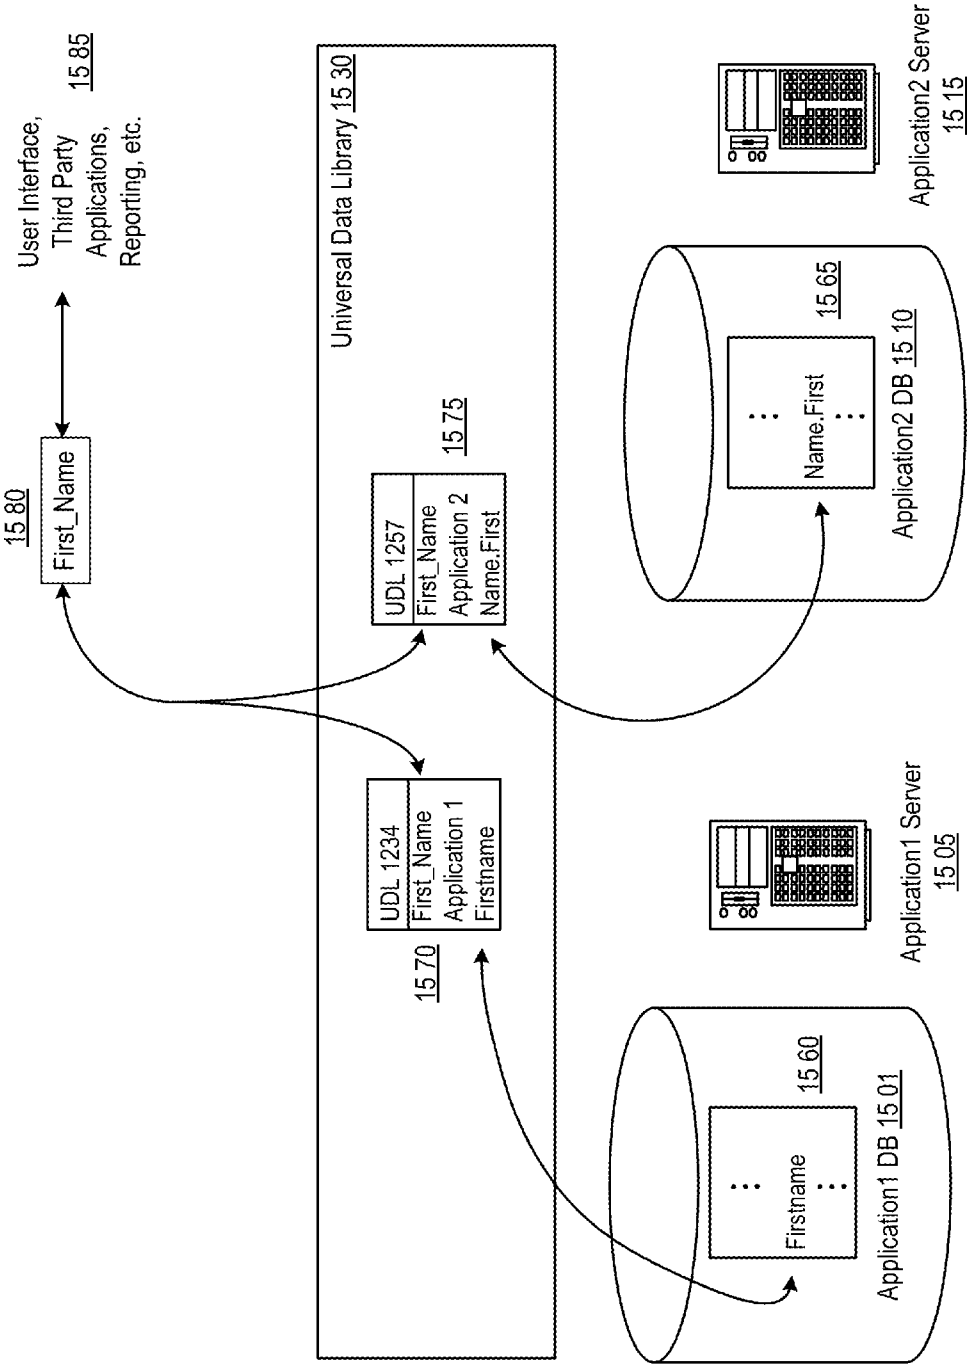 User Interface,
Third Party
Applications,
Reporting, etc.
15 85
15 80
First_Name
Universal Data Library 15 30
UDL 1234
First_Name
Application 1
Firstname
15 70
UDL 1257
First_Name
Application 2
Name.First
15 75
Firstname
15 60
Application1 DB 15 01
Application1 Server
15 05
Name.First
15 65
Application2 DB 15 10
Application2 Server
15 15